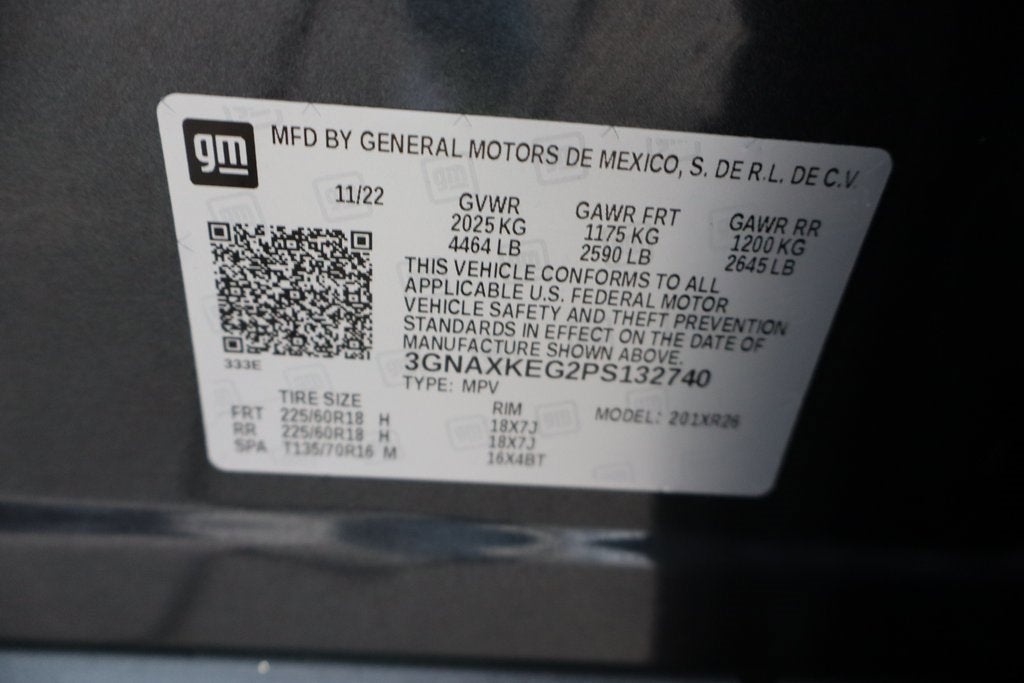 gm MFD BY GENERAL MOTORS DE MEXICO, S. DE R.L. DE C.V.
11/22
GVWR GAWR FRT GAWR RR
2025 KG 1175 KG 1200 KG
4464 LB 2590 LB 2645 LB
THIS VEHICLE CONFORMS TO ALL
APPLICABLE U.S. FEDERAL MOTOR
VEHICLE SAFETY AND THEFT PREVENTION
STANDARDS IN EFFECT ON THE DATE OF
MANUFACTURE SHOWN ABOVE.
333E
3GNAXKEG2PS132740
TYPE: MPV
TIRE SIZE RIM MODEL: 201XR26
FRT 225/60R18 H 18X7J
RR 225/60R18 H 18X7J
SPA T135/70R16 M 16X4BT